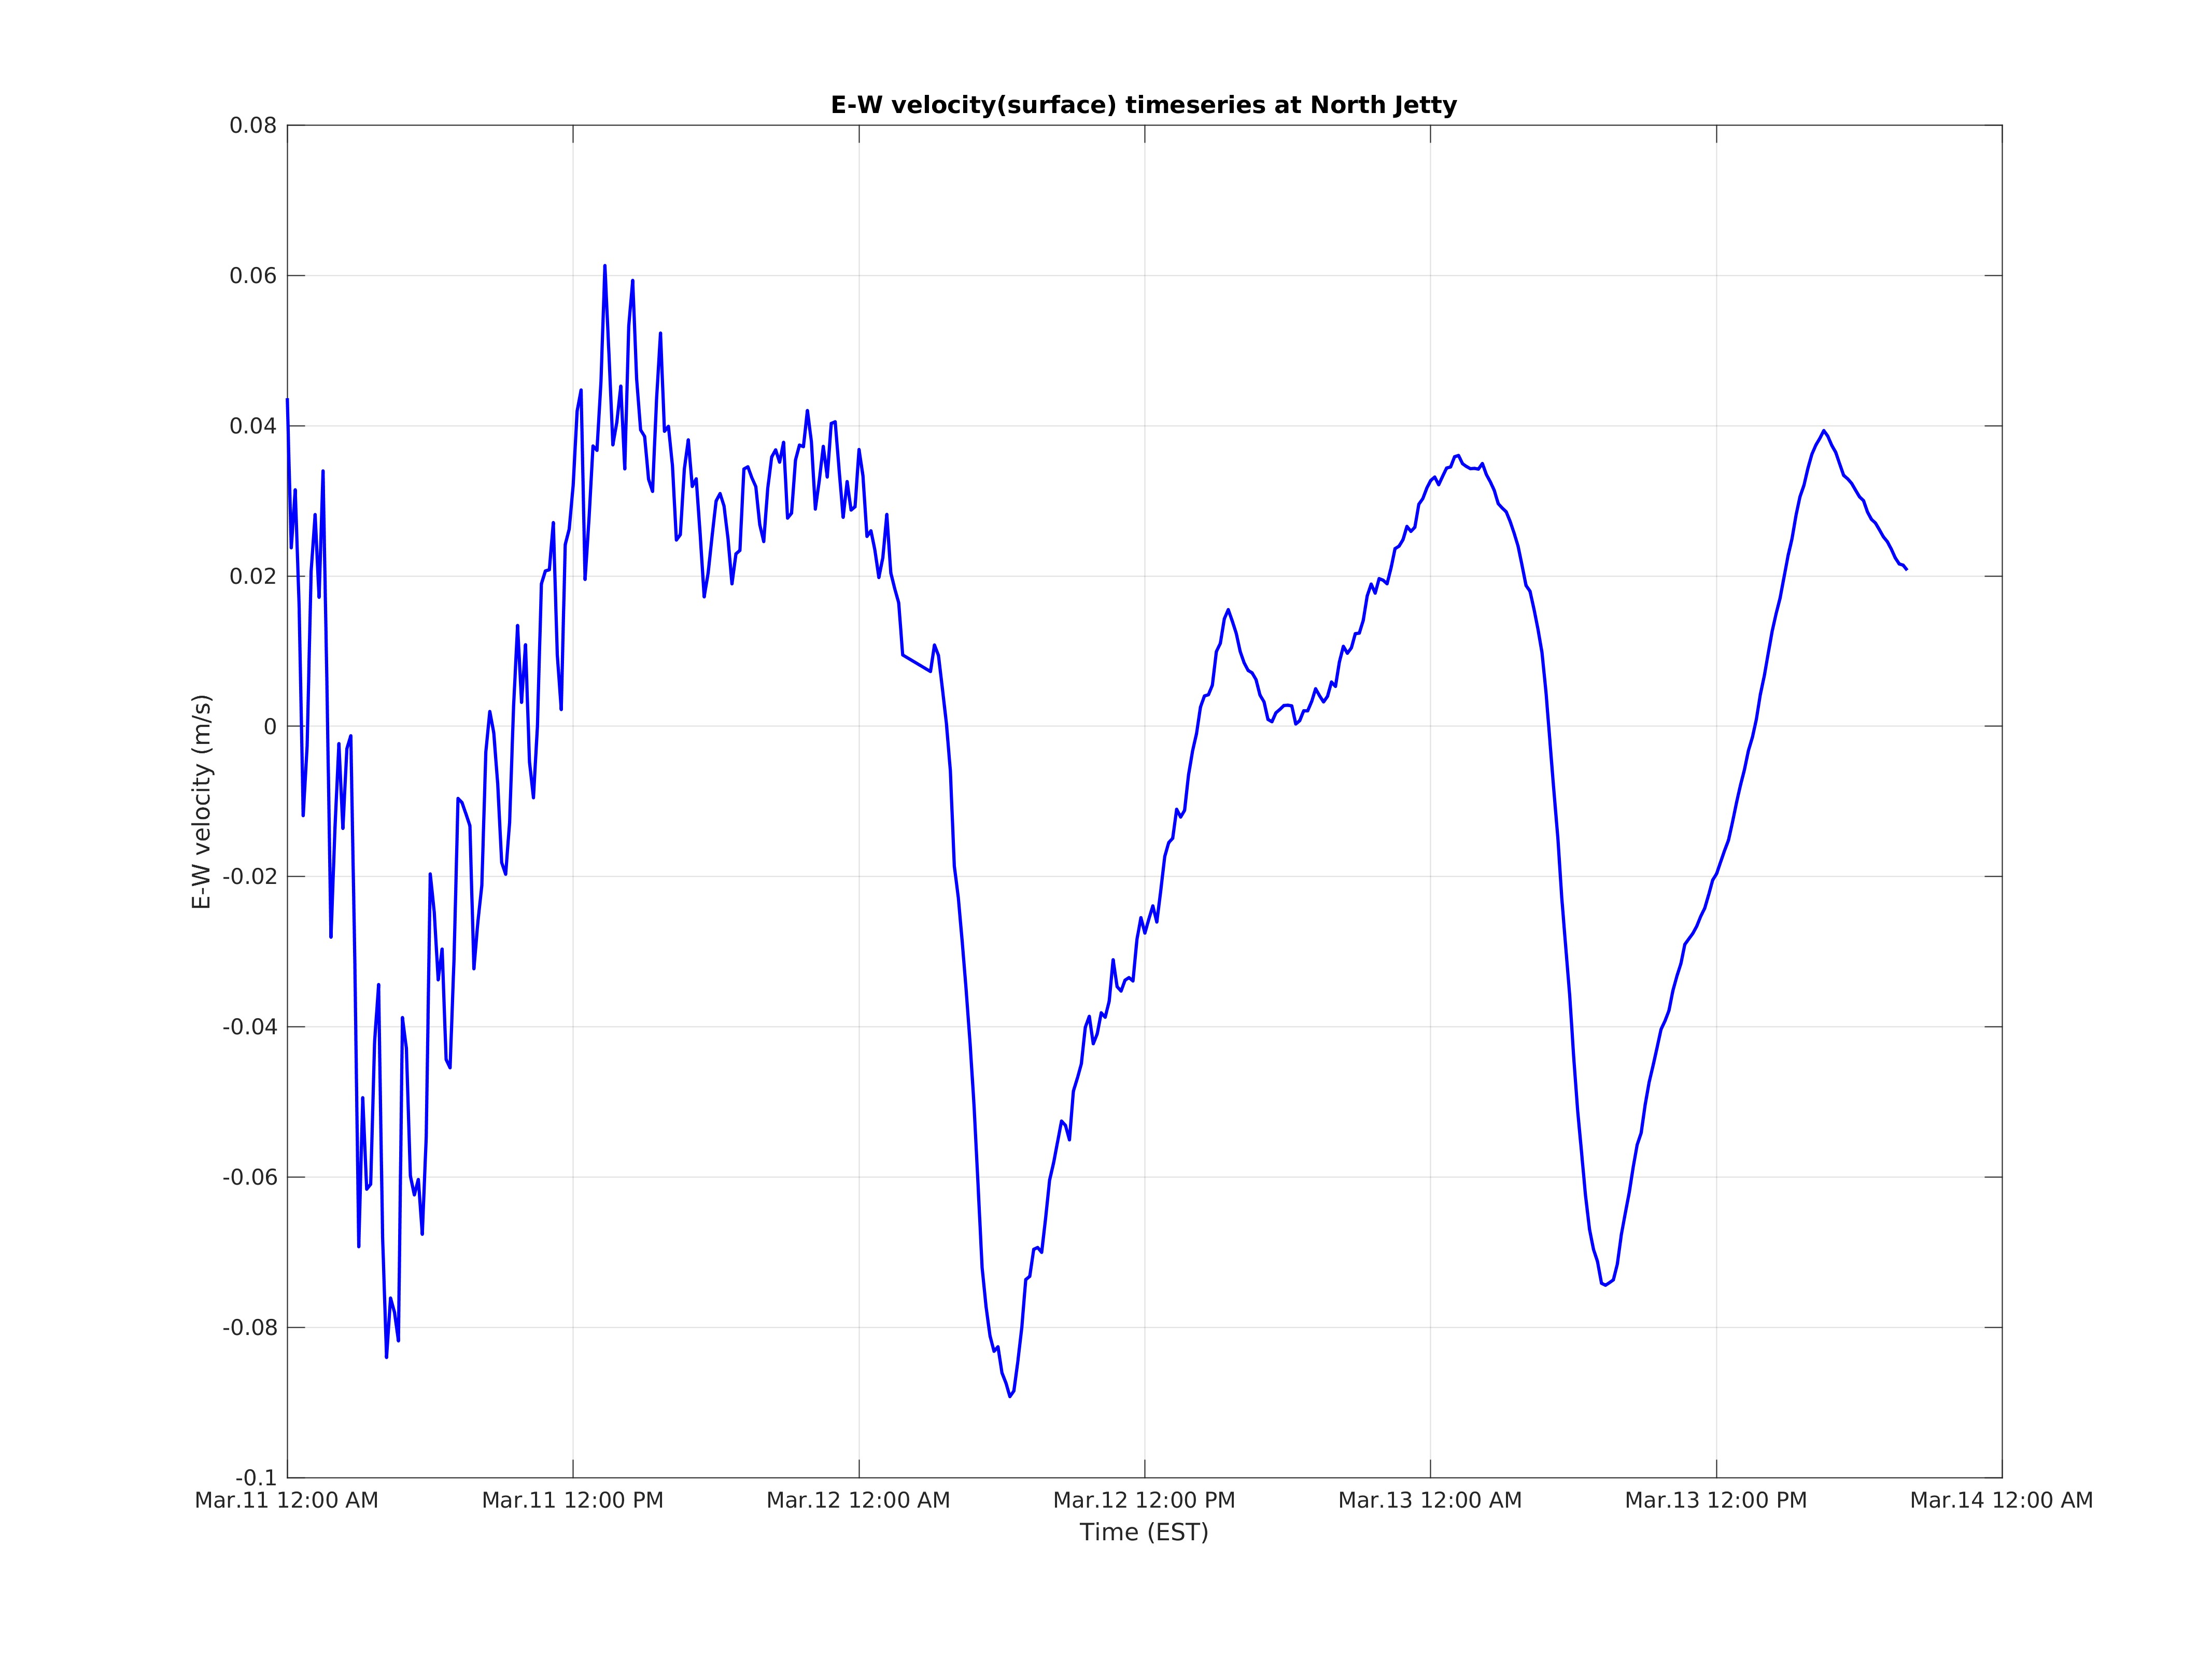 E-W velocity(surface) timeseries at North Jetty
0.08
0.06
0.04
0.02
0
-0.02
-0.04
-0.06
-0.08
-0.1
E-W velocity (m/s)
Mar.11 12:00 AM
Mar.11 12:00 PM
Mar.12 12:00 AM
Mar.12 12:00 PM
Mar.13 12:00 AM
Mar.13 12:00 PM
Mar.14 12:00 AM
Time (EST)